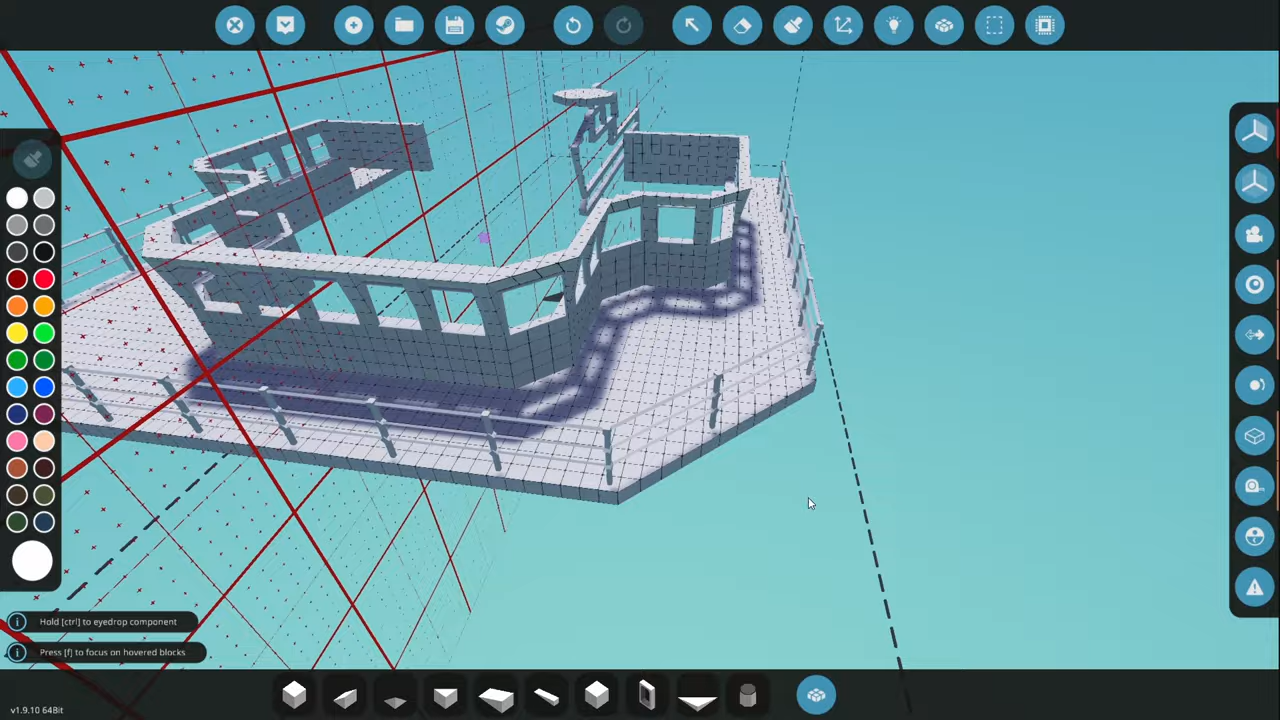 Hold [ctrl] to eyedrop component
Press [f] to focus on hovered blocks
v1.9.10 64Bit